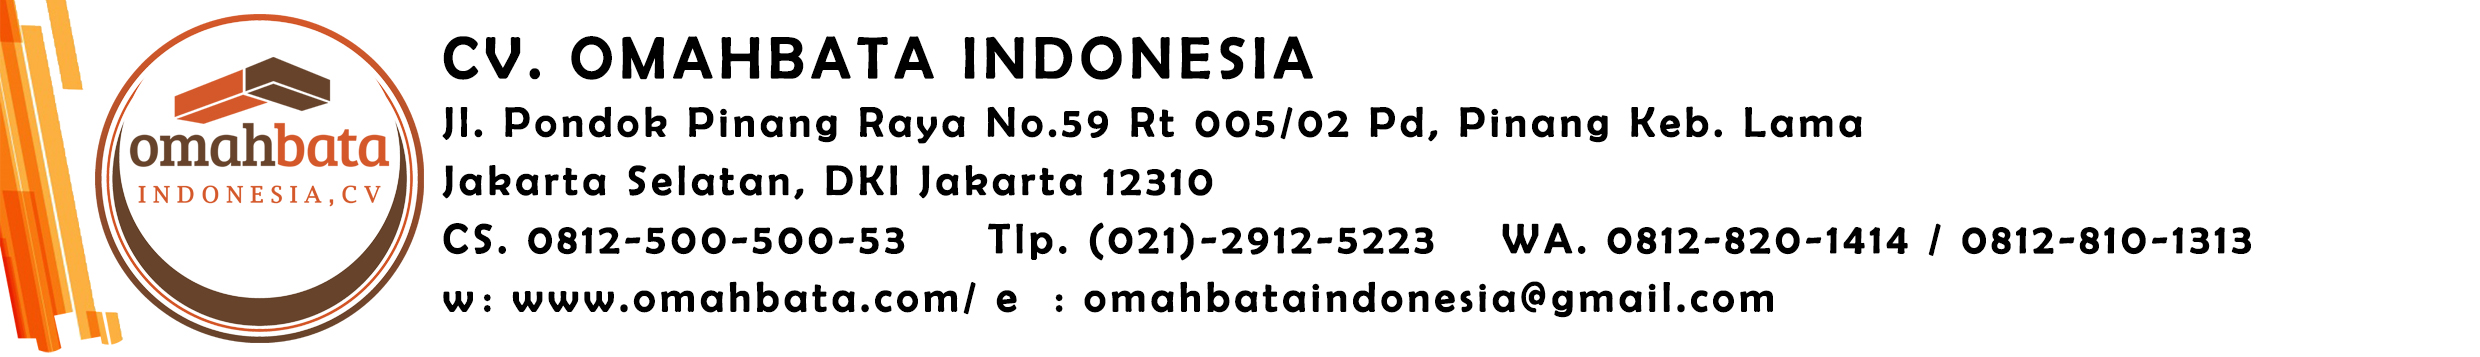 omahbata
INDONESIA, CV
CV. OMAHBATA INDONESIA
Jl. Pondok Pinang Raya No.59 Rt 005/02 Pd, Pinang Keb. Lama
Jakarta Selatan, DKI Jakarta 12310
CS. 0812-500-500-53 Tlp. (021)-2912-5223 WA. 0812-820-1414 / 0812-810-1313
w: www.omahbata.com/ e : omahbataindonesia@gmail.com